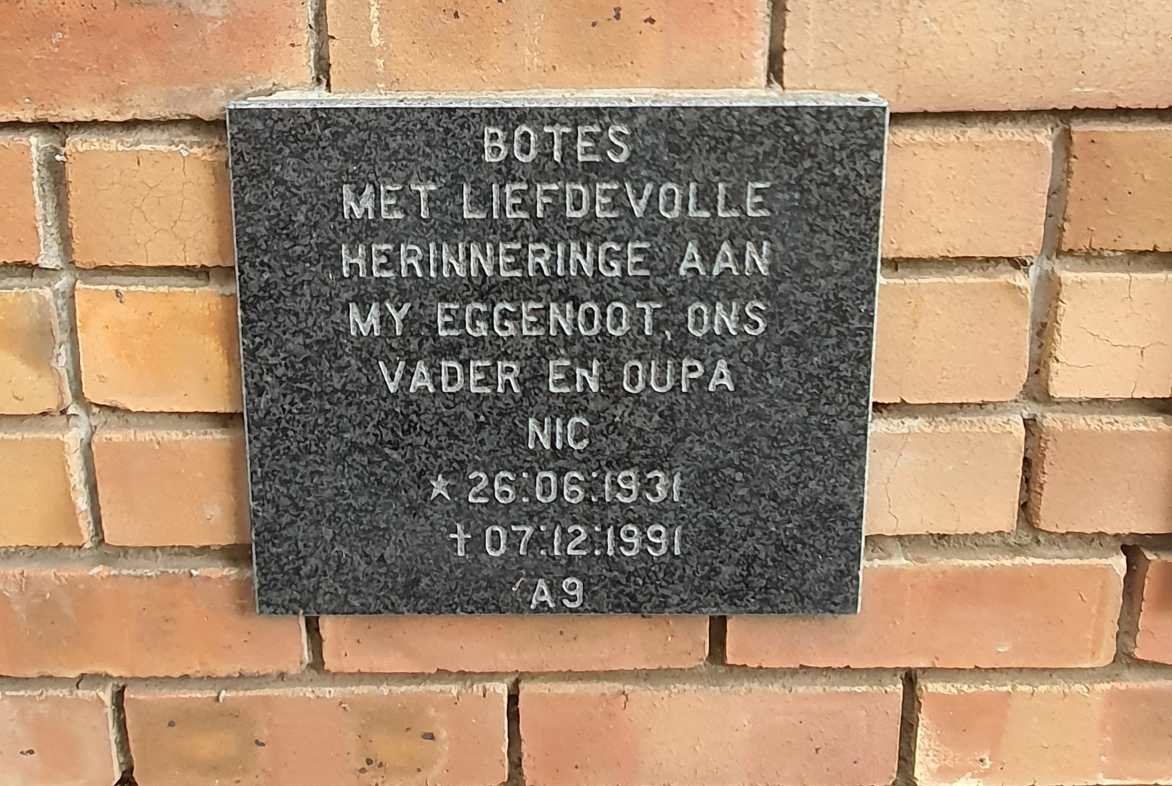 BOTES
MET LIEFDEVOLLE
HERINNERINGE AAN
MY EGGENOOT, ONS
VADER EN OUPA
NIC
★ 26:06:1931
† 07:12:1991
A9